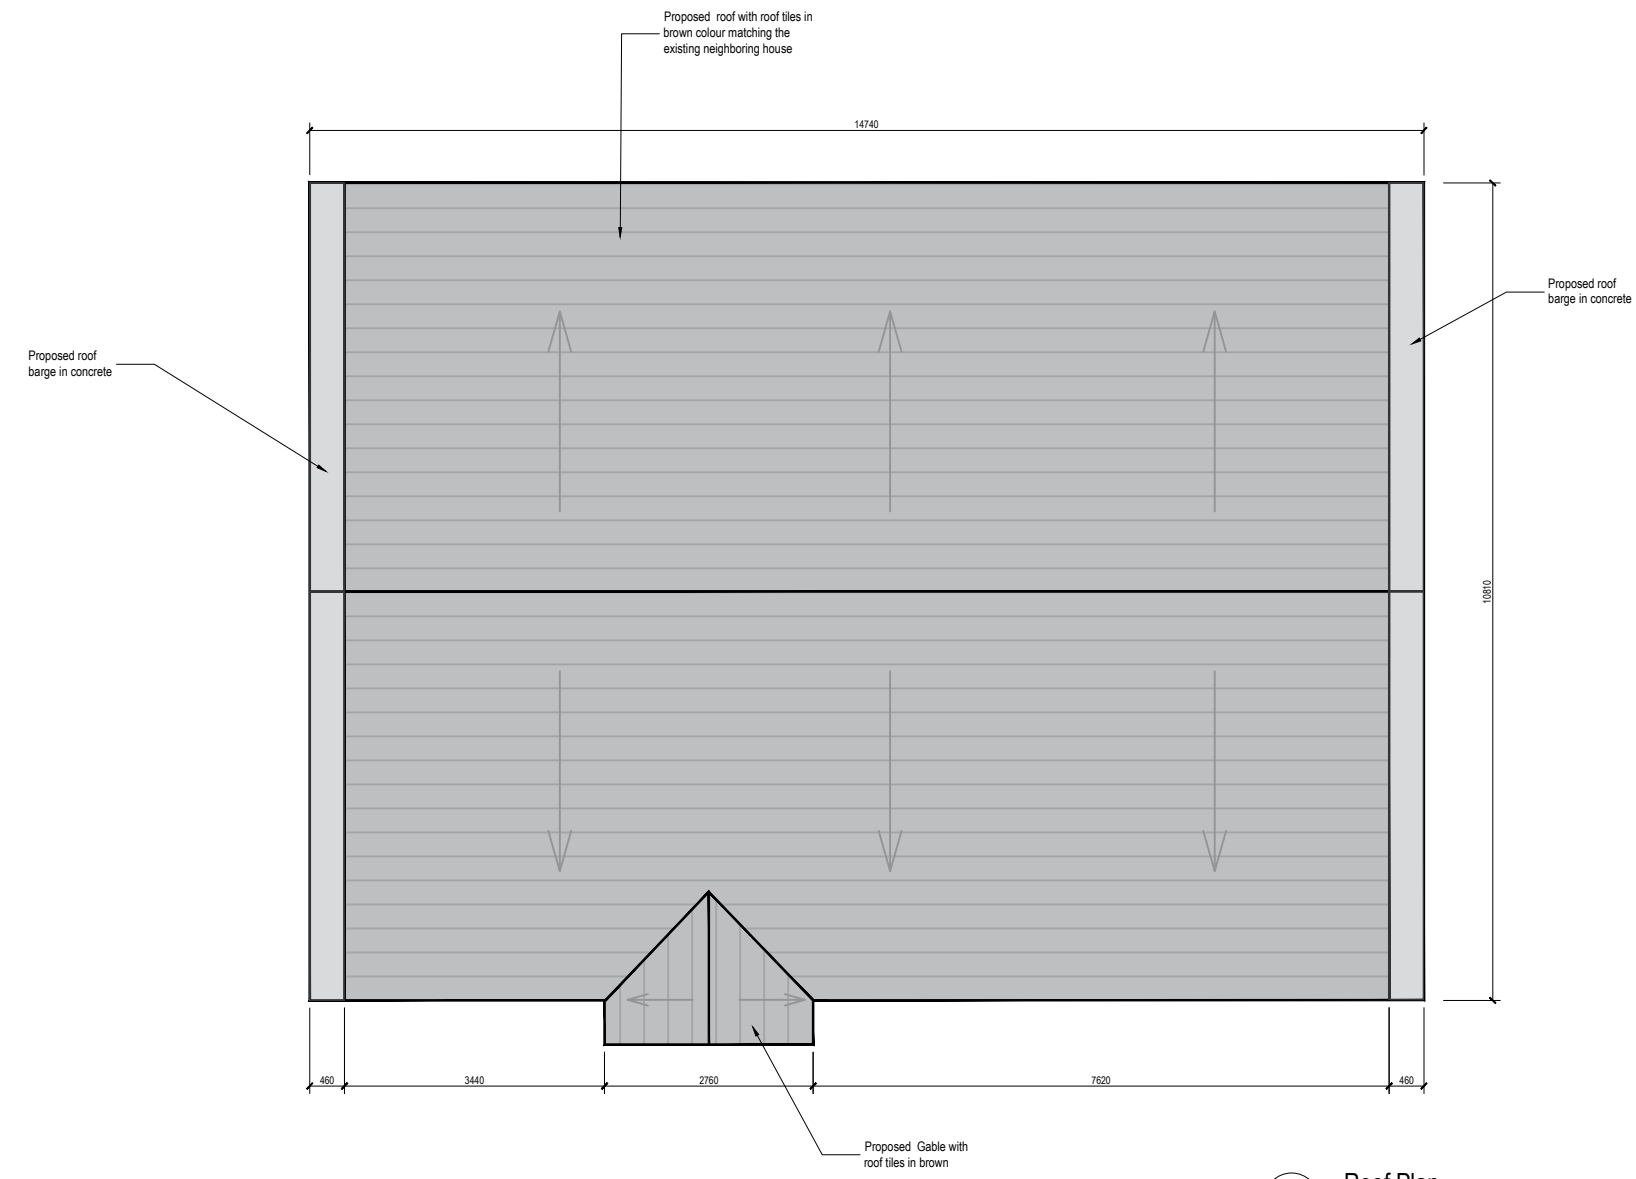 Proposed roof with roof tiles in
brown colour matching the
existing neighboring house
14740
Proposed roof
barge in concrete
Proposed roof
barge in concrete
10810
460
3440
2760
7620
460
Proposed Gable with
roof tiles in brown
Roof Plan